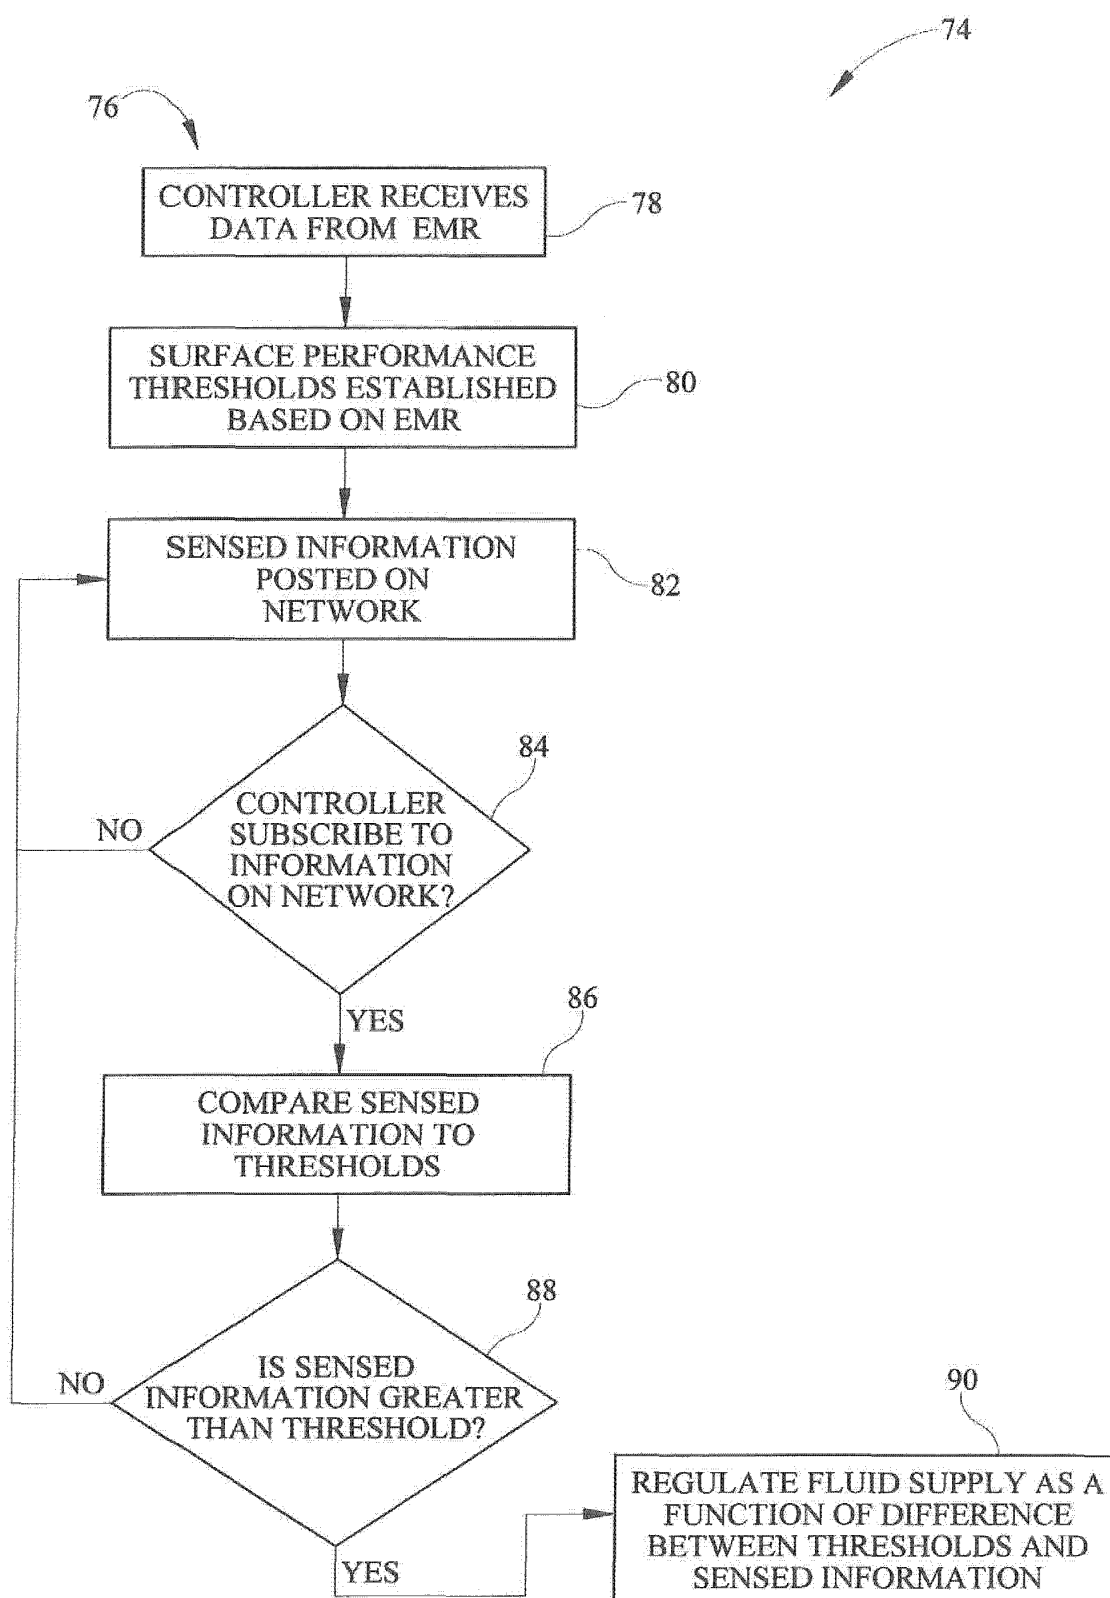 74
76
CONTROLLER RECEIVES
DATA FROM EMR
78
SURFACE PERFORMANCE
THRESHOLDS ESTABLISHED
BASED ON EMR
80
SENSED INFORMATION
POSTED ON
NETWORK
82
84
CONTROLLER
SUBSCRIBE TO
INFORMATION
ON NETWORK?
NO
YES
86
COMPARE SENSED
INFORMATION TO
THRESHOLDS
88
IS SENSED
INFORMATION GREATER
THAN THRESHOLD?
NO
YES
90
REGULATE FLUID SUPPLY AS A
FUNCTION OF DIFFERENCE
BETWEEN THRESHOLDS AND
SENSED INFORMATION